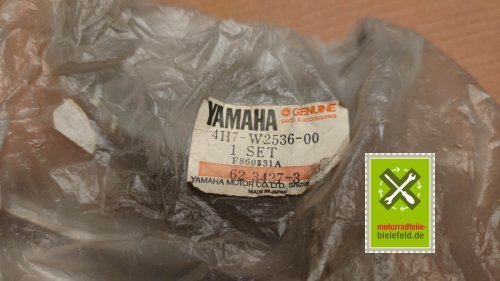 YAMAHA GENUINE
parts & accessories
4H7-W2536-00
1 SET
F860531A
62 3427-3
YAMAHA MOTOR CO., LTD.
MADE IN JAPAN
motorradteile-
bielefeld.de